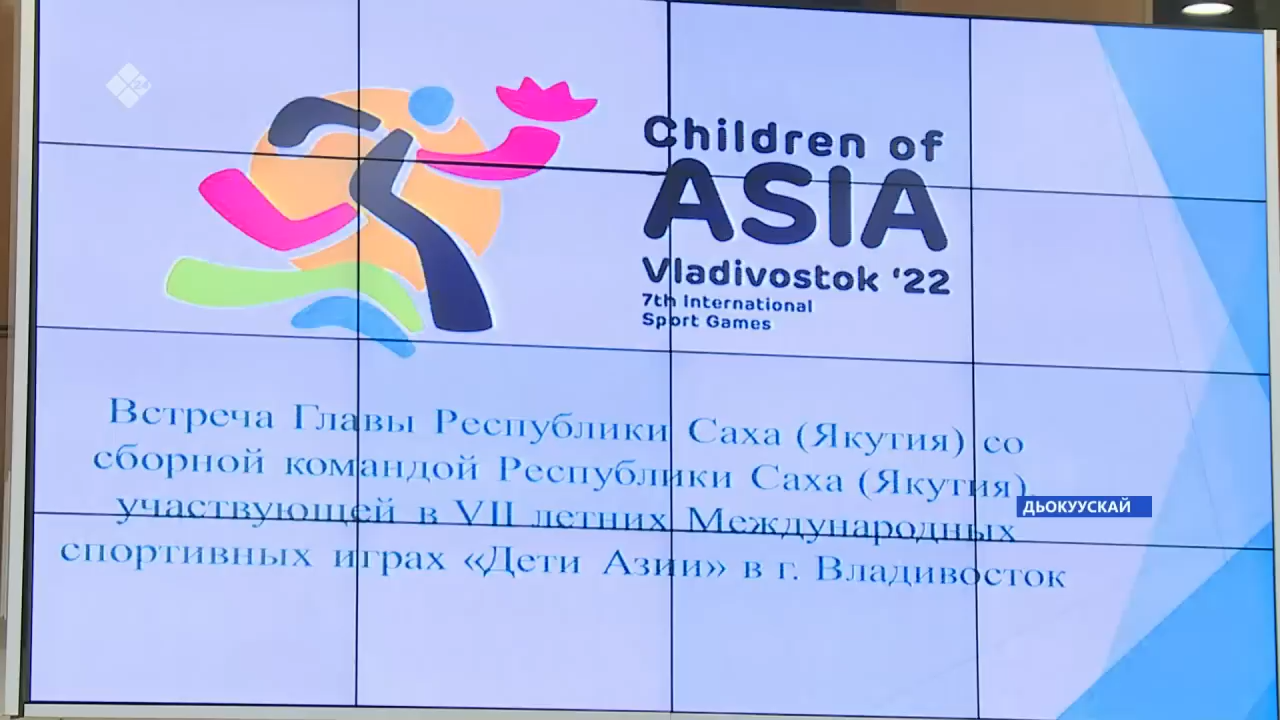 24
Children of
ASIA
Vladivostok '22
7th International
Sport Games
Встреча Главы Республики Саха (Якутия) со
сборной командой Республики Саха (Якутия),
участвующей в VII летних Международных
спортивных играх «Дети Азии» в г. Владивосток
ДЬОКУУСКАЙ